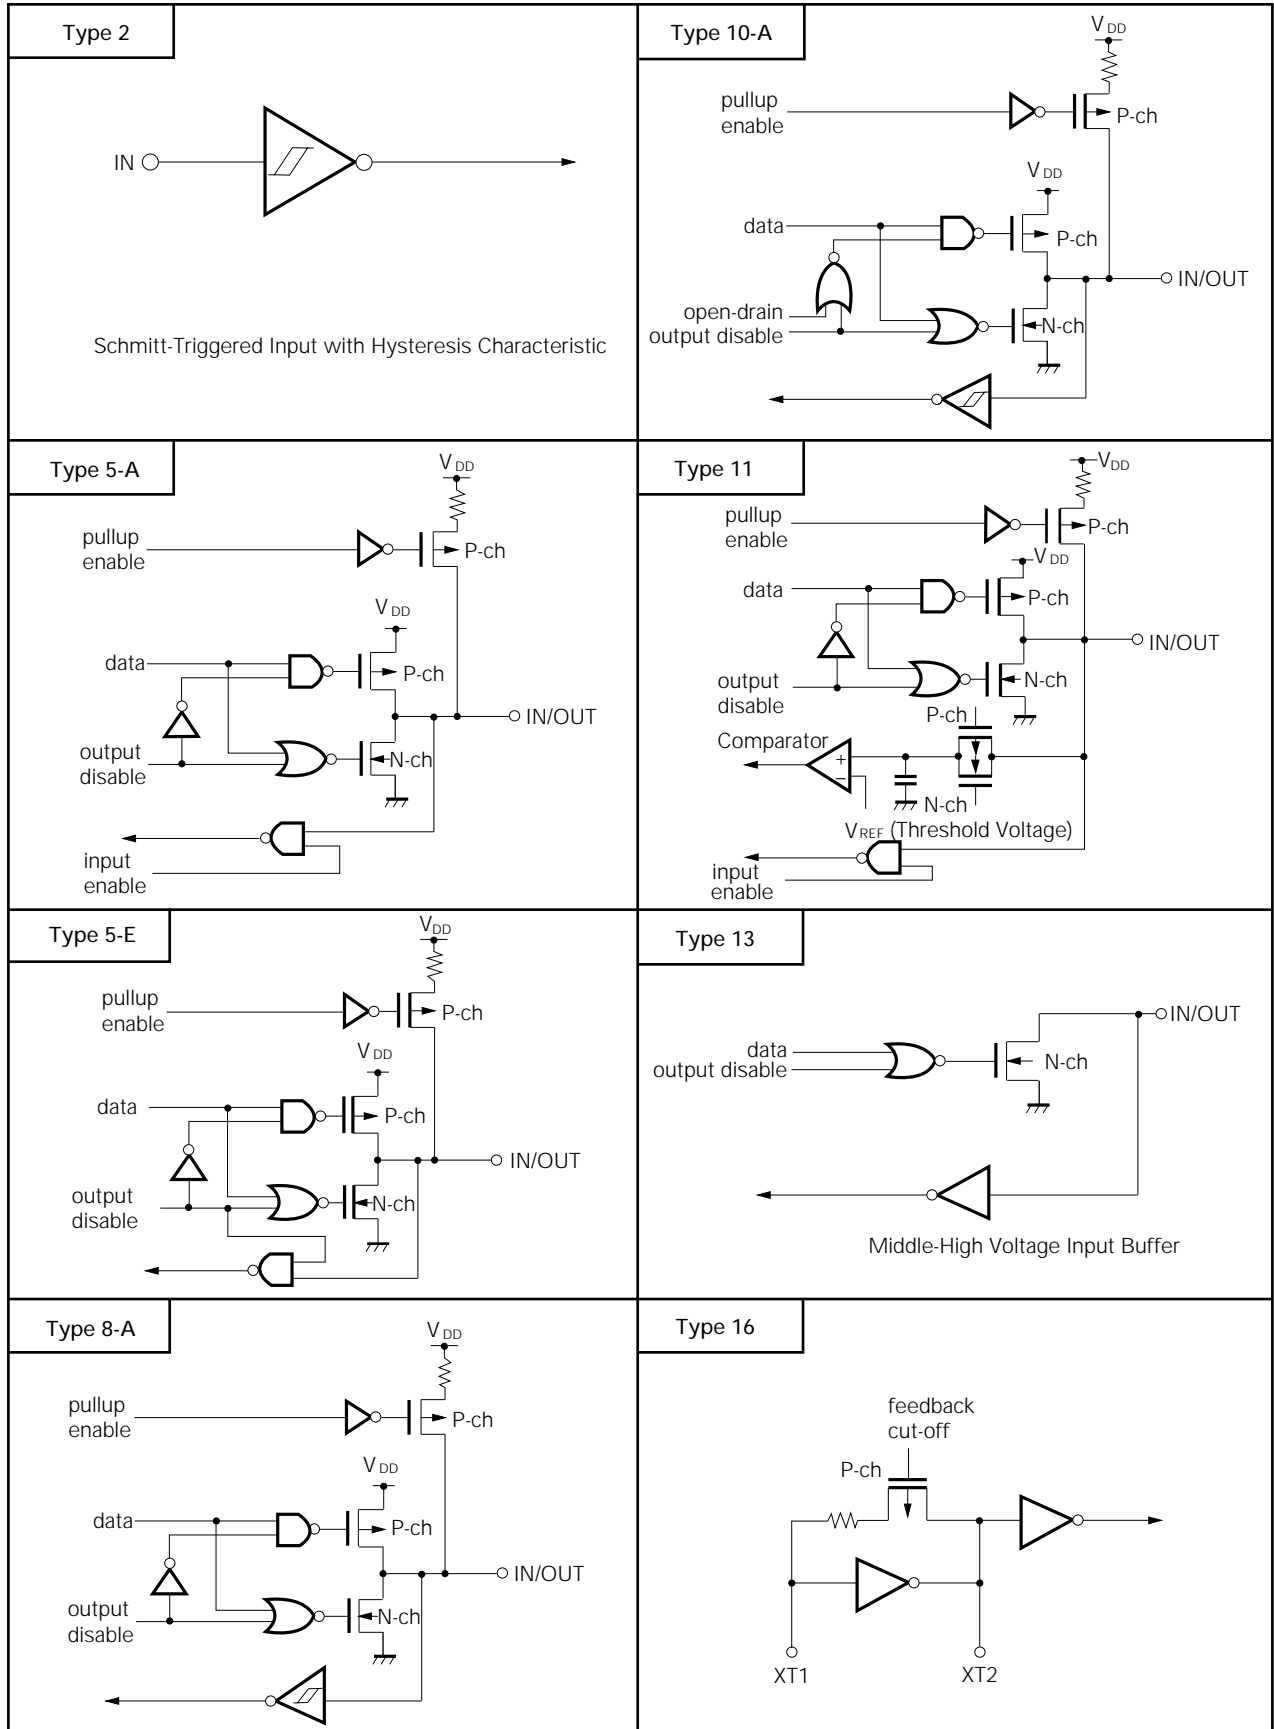 Type 2
IN
Schmitt-Triggered Input with Hysteresis Characteristic
Type 10-A
VDD
pullup
enable
P-ch
VDD
data
P-ch
IN/OUT
open-drain
output disable
N-ch
Type 5-A
VDD
pullup
enable
P-ch
VDD
data
P-ch
IN/OUT
output
disable
N-ch
input
enable
Type 11
VDD
pullup
enable
P-ch
VDD
data
P-ch
IN/OUT
output
disable
N-ch
P-ch
Comparator
+
−
N-ch
VREF (Threshold Voltage)
input
enable
Type 5-E
VDD
pullup
enable
P-ch
VDD
data
P-ch
IN/OUT
output
disable
N-ch
Type 13
IN/OUT
data
output disable
N-ch
Middle-High Voltage Input Buffer
Type 8-A
VDD
pullup
enable
P-ch
VDD
data
P-ch
IN/OUT
output
disable
N-ch
Type 16
feedback
cut-off
P-ch
XT1
XT2